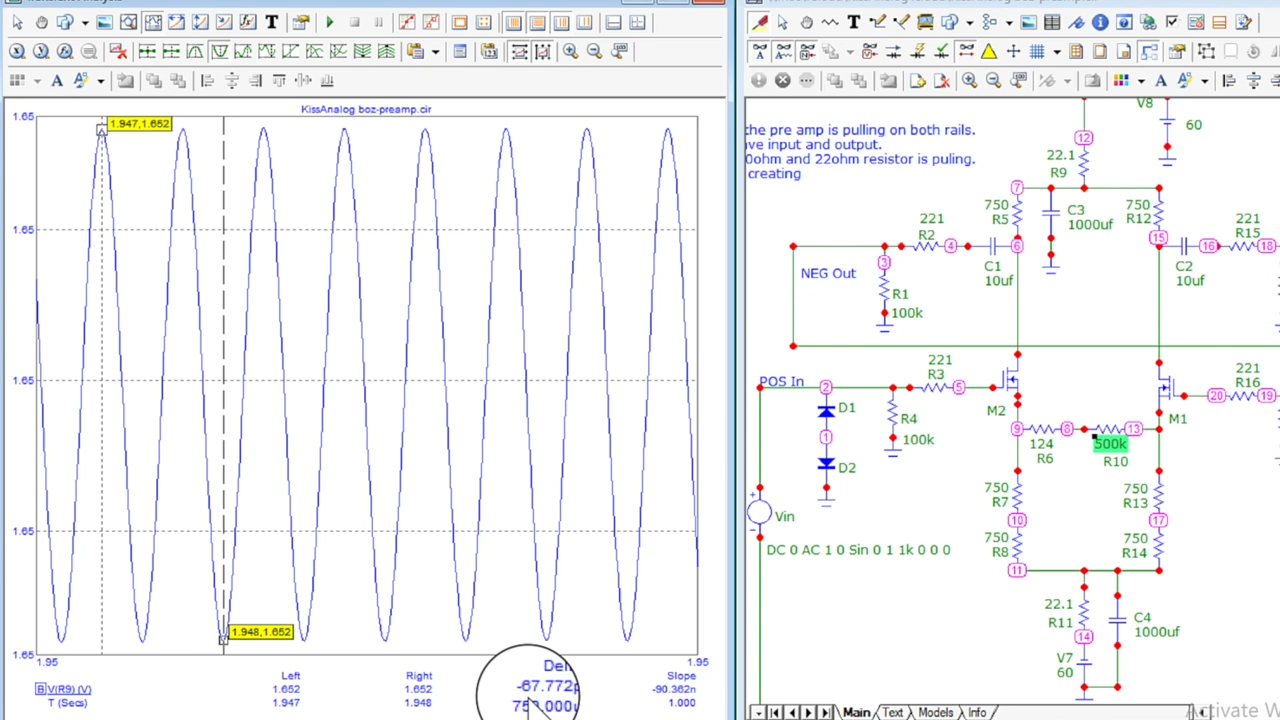 KissAnalog boz-preamp.cir
1.65
1.947,1.652
1.65
1.65
1.65
1.948,1.652
1.65
1.95
1.95
Left
Right
Slope
V(R9) (V)
1.652
1.652
-67.772
-90.362n
T (Secs)
1.947
1.948
1.000
the pre amp is pulling on both rails.
input and output.
and 22ohm resistor is puling.
creating
V8
60
12
22.1
R9
7
750
R5
C3
1000uf
750
R12
221
R2
4
6
C1
10uf
15
16
C2
10uf
221
R15
18
3
NEG Out
R1
100k
POS In
2
221
R3
5
M2
D1
R4
100k
1
D2
221
R16
20
19
M1
9
124
R6
8
500k
R10
13
750
R7
10
750
R8
11
750
R13
17
750
R14
Vin
DC 0 AC 1 0 Sin 0 1 1k 0 0 0
22.1
R11
14
C4
1000uf
V7
60
Main
Text
Models
Info
Activate W